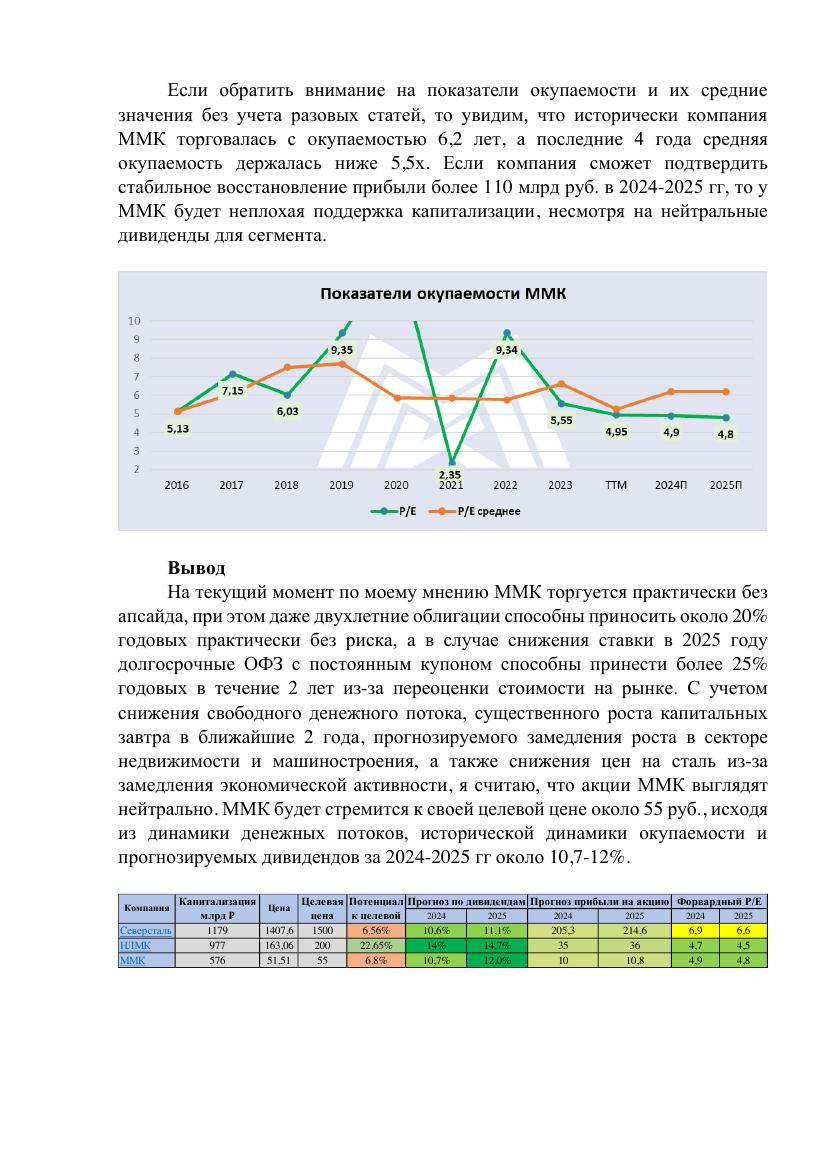 Если обратить внимание на показатели окупаемости и их средние
значения без учета разовых статей, то увидим, что исторически компания
ММК торговалась с окупаемостью 6,2 лет, а последние 4 года средняя
окупаемость держалась ниже 5,5х. Если компания сможет подтвердить
стабильное восстановление прибыли более 110 млрд руб. в 2024-2025 гг, то у
ММК будет неплохая поддержка капитализации, несмотря на нейтральные
дивиденды для сегмента.
Показатели окупаемости ММК
10
9
8
7
6
5
4
3
2
5,13
7,15
6,03
9,35
2,35
9,34
5,55
4,95
4,9
4,8
2016 2017 2018 2019 2020 2021 2022 2023 TTM 2024П 2025П
P/E P/E среднее
Вывод
На текущий момент по моему мнению ММК торгуется практически без
апсайда, при этом даже двухлетние облигации способны приносить около 20%
годовых практически без риска, а в случае снижения ставки в 2025 году
долгосрочные ОФЗ с постоянным купоном способны принести более 25%
годовых в течение 2 лет из-за переоценки стоимости на рынке. С учетом
снижения свободного денежного потока, существенного роста капитальных
завтра в ближайшие 2 года, прогнозируемого замедления роста в секторе
недвижимости и машиностроения, а также снижения цен на сталь из-за
замедления экономической активности, я считаю, что акции ММК выглядят
нейтрально. ММК будет стремится к своей целевой цене около 55 руб., исходя
из динамики денежных потоков, исторической динамики окупаемости и
прогнозируемых дивидендов за 2024-2025 гг около 10,7-12%.
Компания Капитализация млрд ₽ Цена Целевая цена Потенциал к целевой Прогноз по дивидендам Прогноз прибыли на акцию Форвардный P/E
2024 2025 2024 2025 2024 2025
Северсталь 1179 1407,6 1500 6,56% 10,6% 11,1% 205,3 214,6 6,9 6,6
НЛМК 977 163,06 200 22,65% 14% 14,7% 35 36 4,7 4,5
ММК 576 51,51 55 6,8% 10,7% 12,0% 10 10,8 4,9 4,8